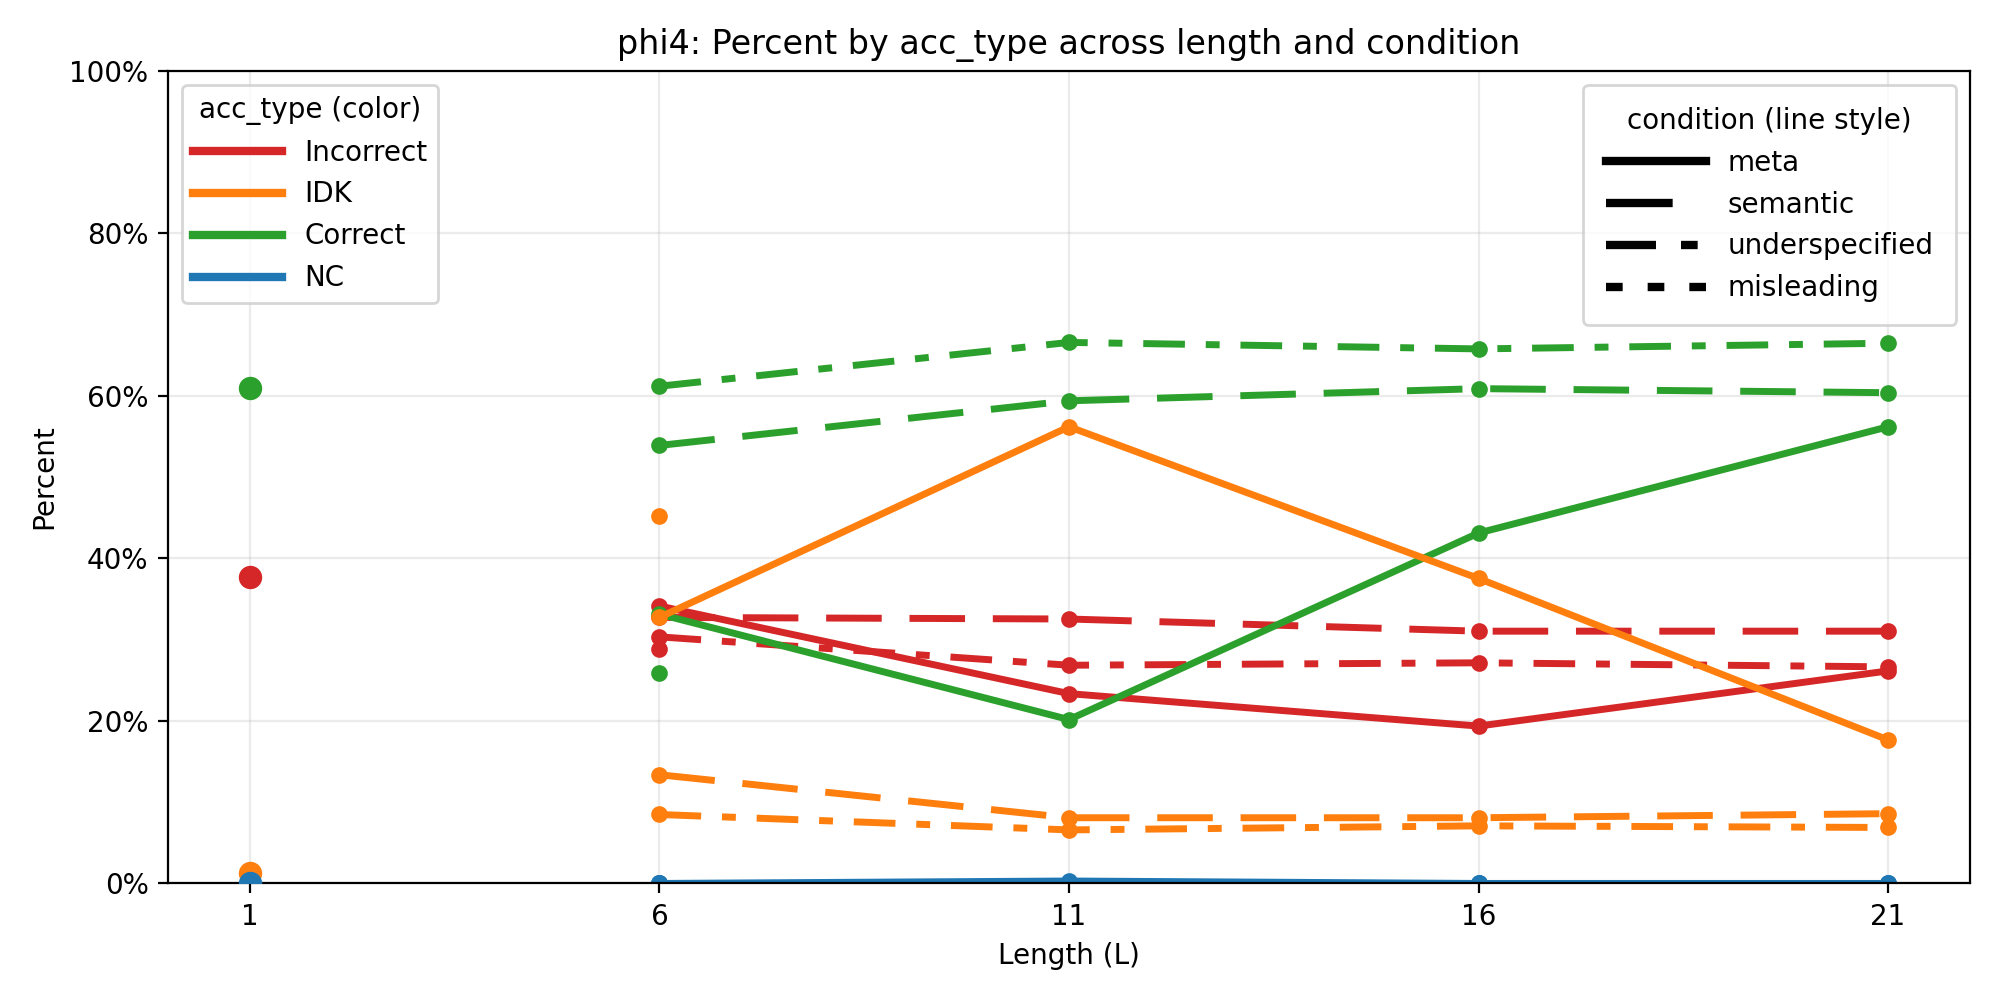 phi4: Percent by acc_type across length and condition
100%
80%
60%
40%
20%
0%
Percent
acc_type (color)
Incorrect
IDK
Correct
NC
condition (line style)
meta
semantic
underspecified
misleading
1
6
11
16
21
Length (L)